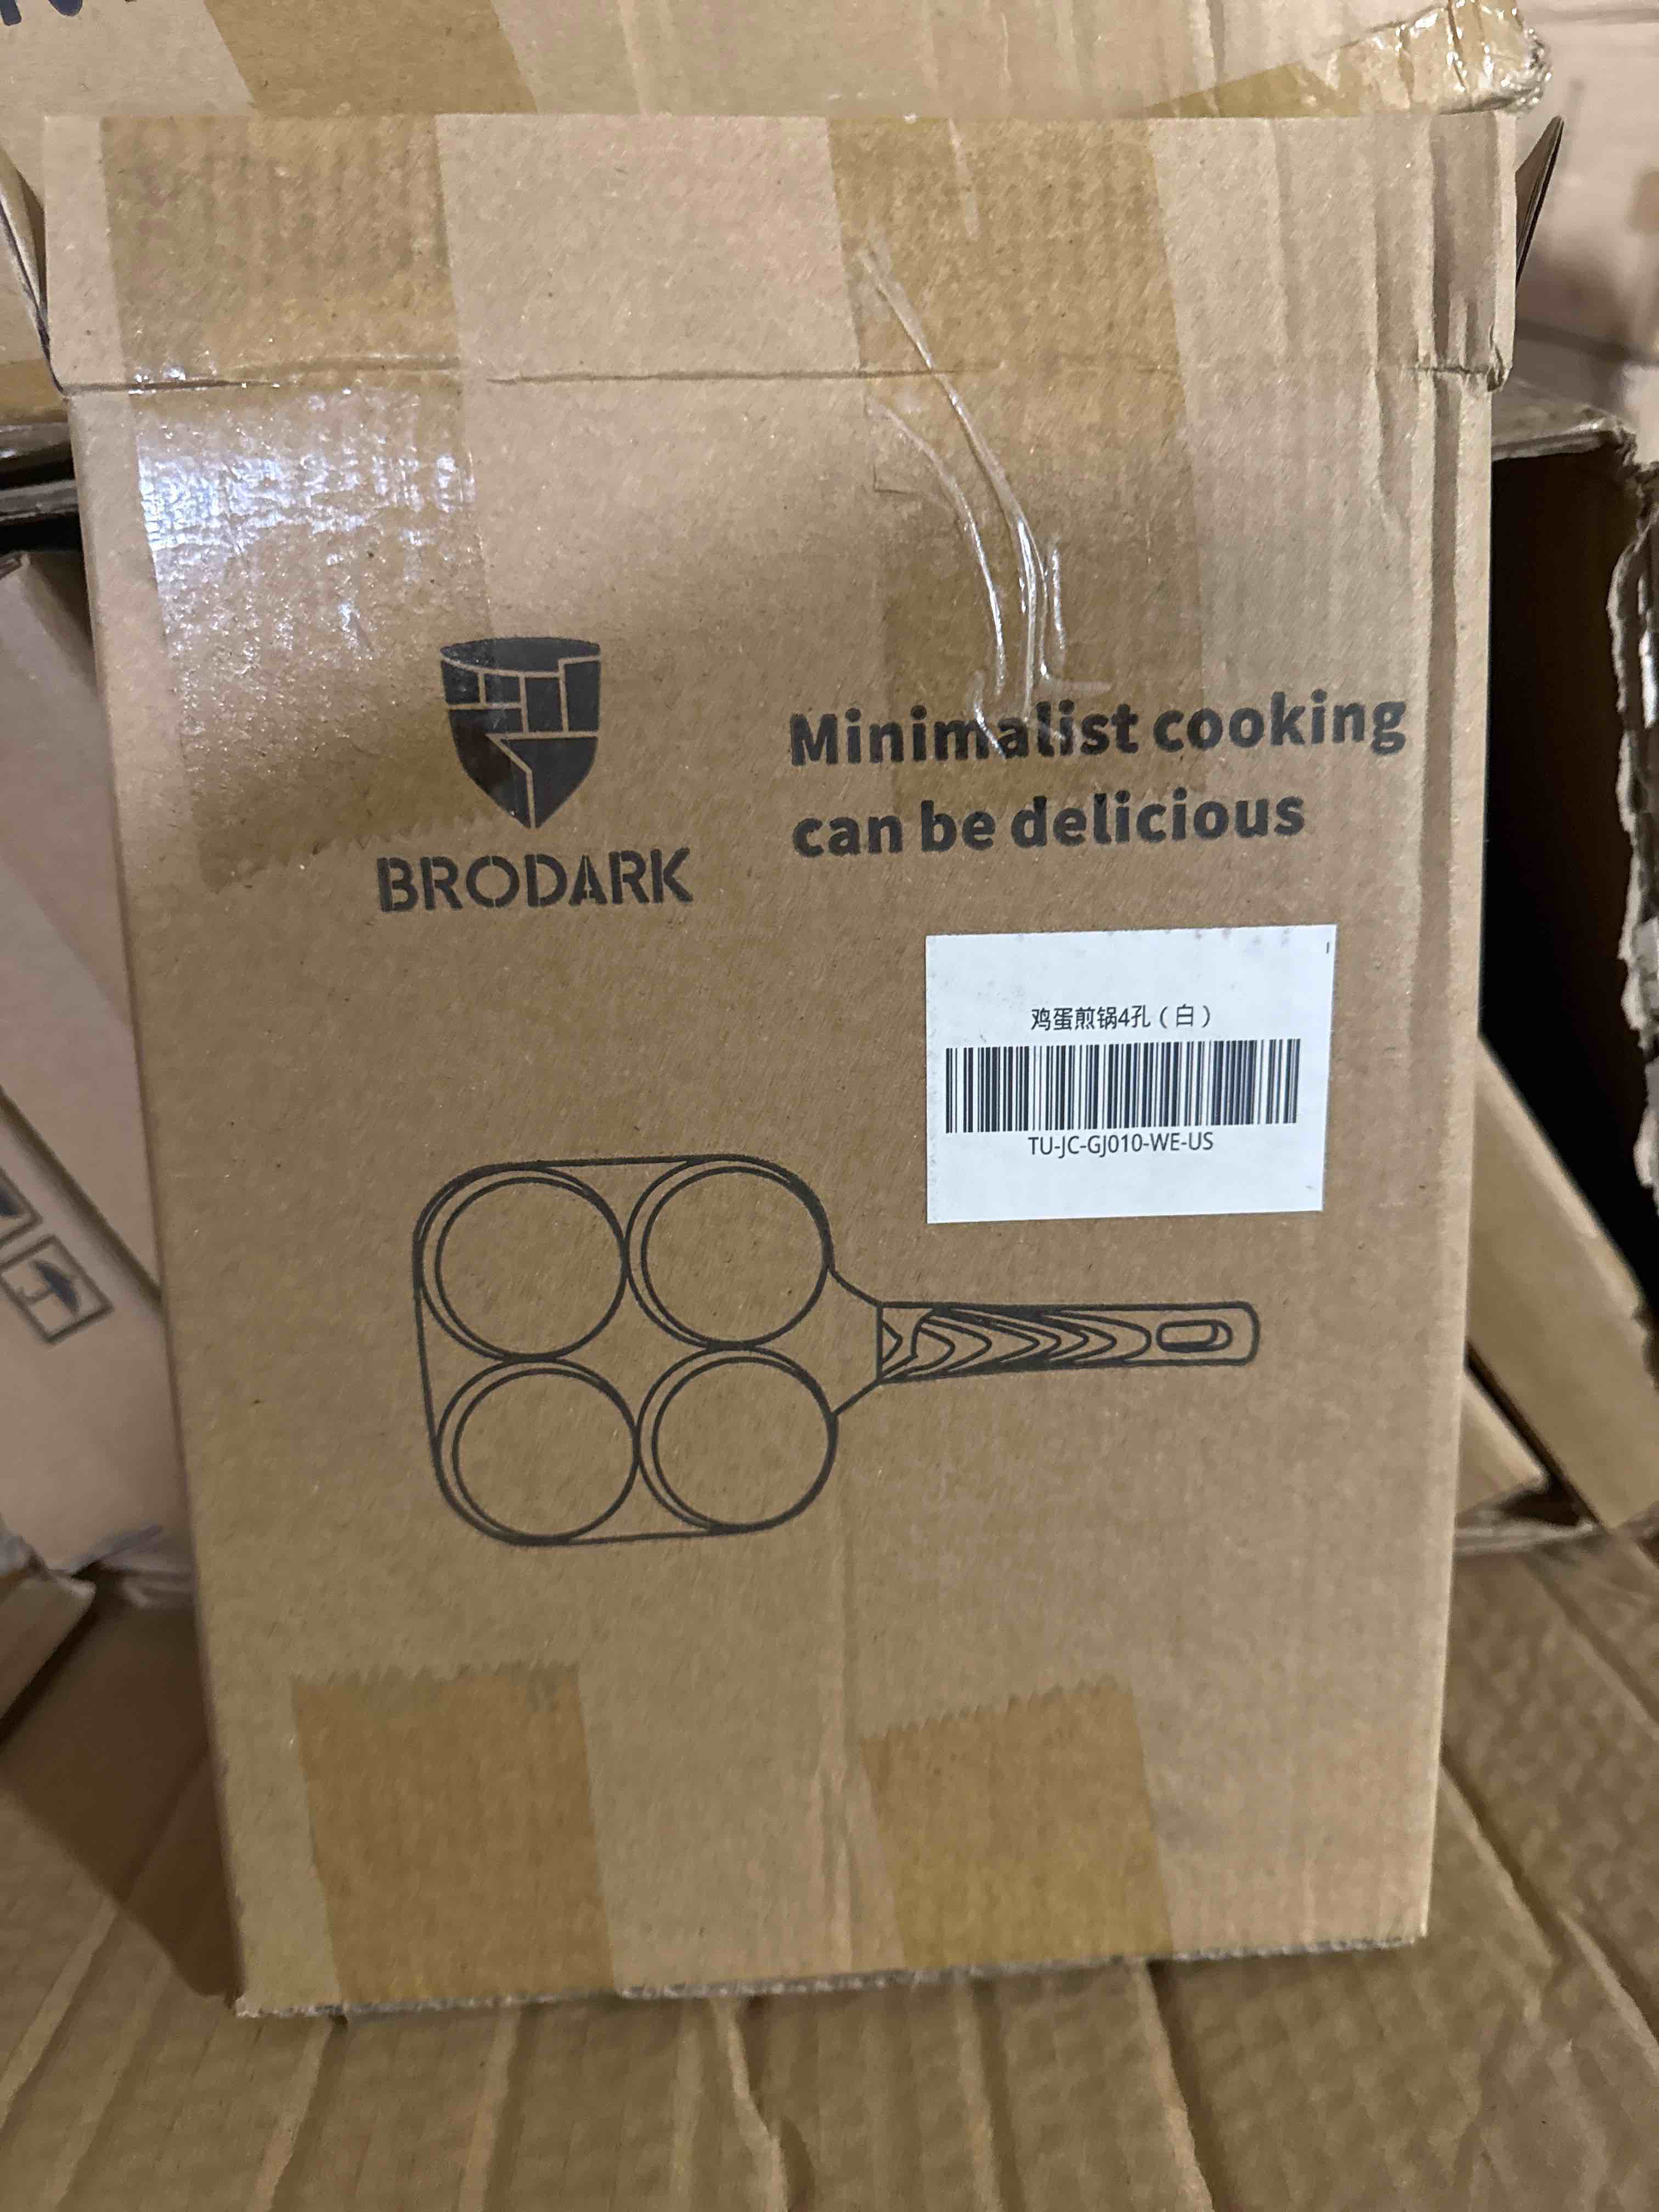 BRODARK
Minimalist cooking
can be delicious
鸡蛋煎锅4孔（白）
TU-JC-GJ010-WE-US